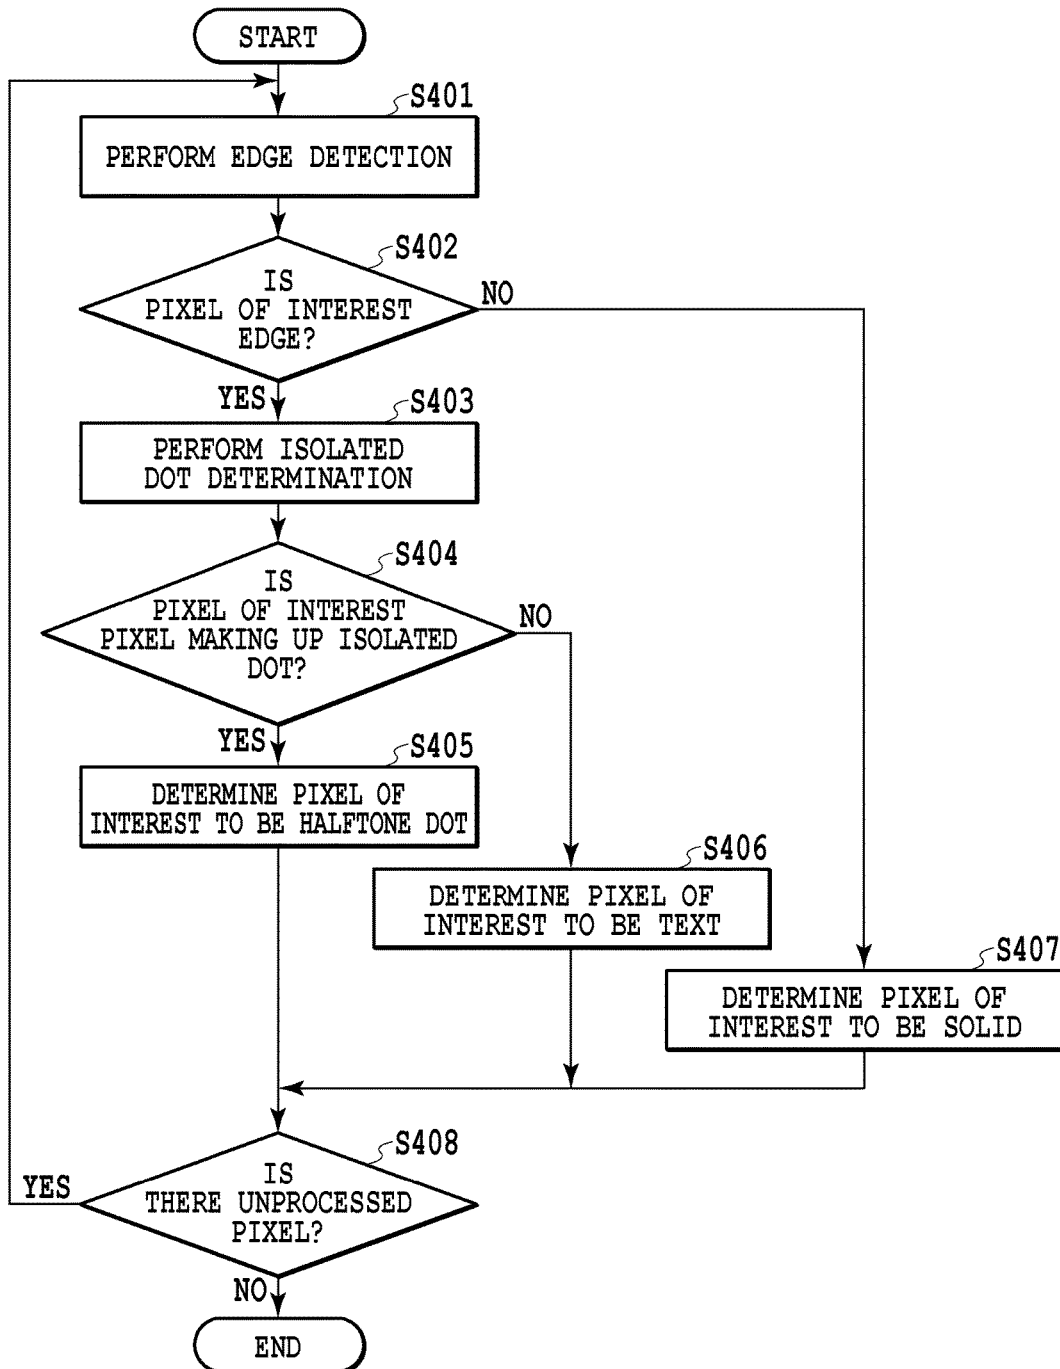 START
S401
PERFORM EDGE DETECTION
S402
IS
PIXEL OF INTEREST
EDGE?
NO
YES
S403
PERFORM ISOLATED
DOT DETERMINATION
S404
IS
PIXEL OF INTEREST
PIXEL MAKING UP ISOLATED
DOT?
NO
YES
S405
DETERMINE PIXEL OF
INTEREST TO BE HALFTONE DOT
S406
DETERMINE PIXEL OF
INTEREST TO BE TEXT
S407
DETERMINE PIXEL OF
INTEREST TO BE SOLID
S408
IS
THERE UNPROCESSED
PIXEL?
YES
NO
END